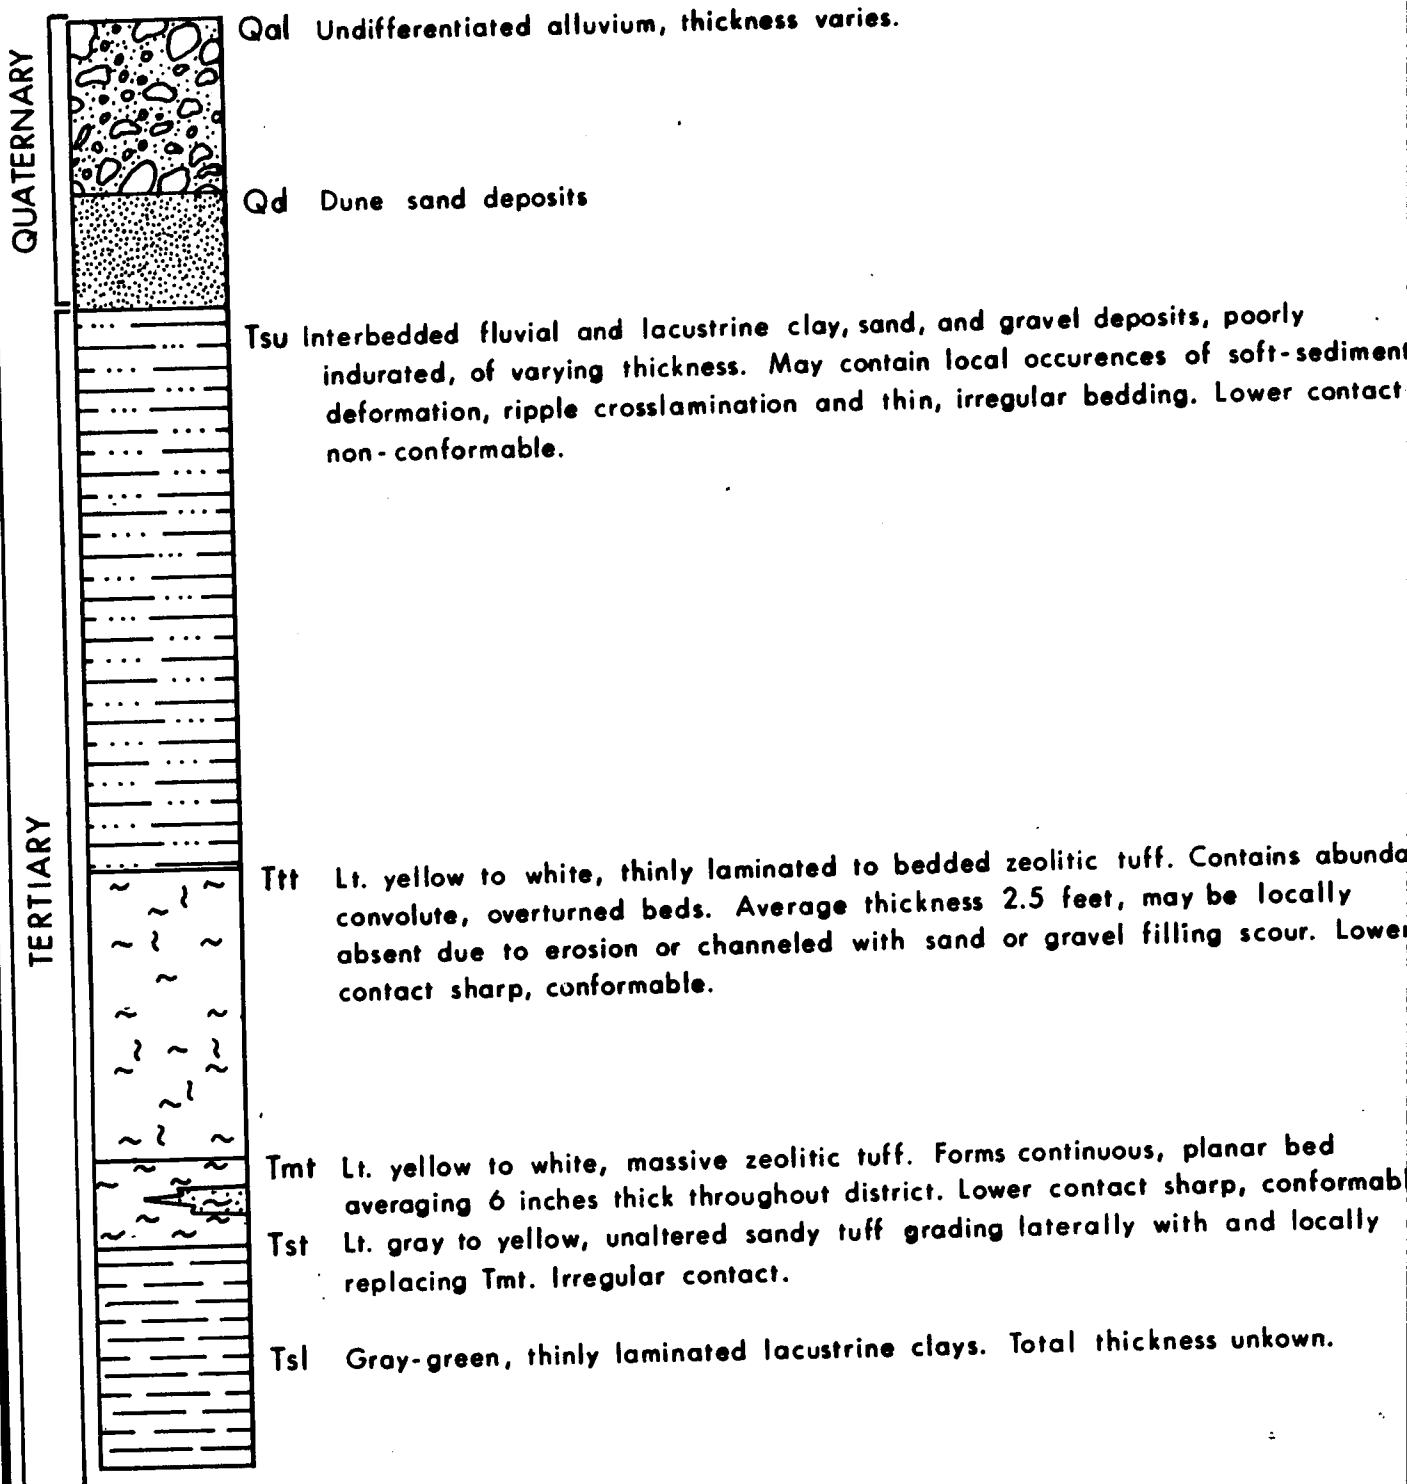 QUATERNARY
Qal Undifferentiated alluvium, thickness varies.
Qd Dune sand deposits
TERTIARY
Tsu Interbedded fluvial and lacustrine clay, sand, and gravel deposits, poorly
indurated, of varying thickness. May contain local occurences of soft-sediment
deformation, ripple crosslamination and thin, irregular bedding. Lower contact
non-conformable.
Ttt Lt. yellow to white, thinly laminated to bedded zeolitic tuff. Contains abunda
convolute, overturned beds. Average thickness 2.5 feet, may be locally
absent due to erosion or channeled with sand or gravel filling scour. Lower
contact sharp, conformable.
Tmt Lt. yellow to white, massive zeolitic tuff. Forms continuous, planar bed
averaging 6 inches thick throughout district. Lower contact sharp, conformabl
Tst Lt. gray to yellow, unaltered sandy tuff grading laterally with and locally
replacing Tmt. Irregular contact.
Tsl Gray-green, thinly laminated lacustrine clays. Total thickness unkown.